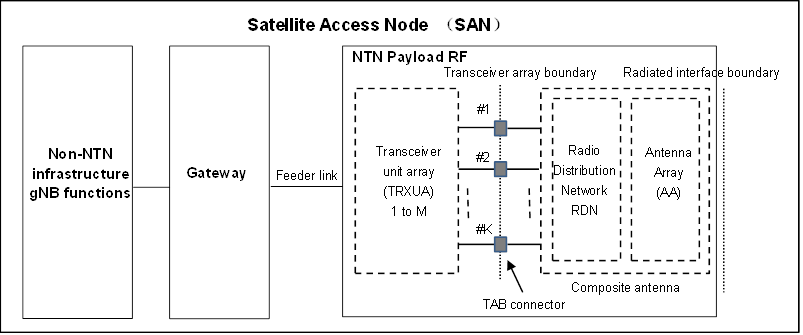 Satellite Access Node （SAN）
NTN Payload RF
Transceiver array boundary
Radiated interface boundary
Non-NTN
infrastructure
gNB functions
Gateway
Feeder link
Transceiver
unit array
(TRXUA)
1 to M
#1
#2
#K
Radio
Distribution
Network
RDN
Antenna
Array
(AA)
Composite antenna
TAB connector